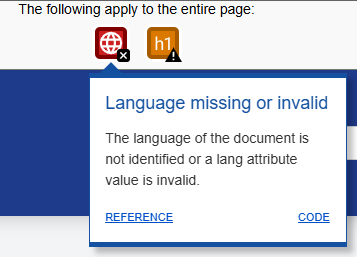 The following apply to the entire page:
h1
Language missing or invalid
The language of the document is
not identified or a lang attribute
value is invalid.
REFERENCE CODE